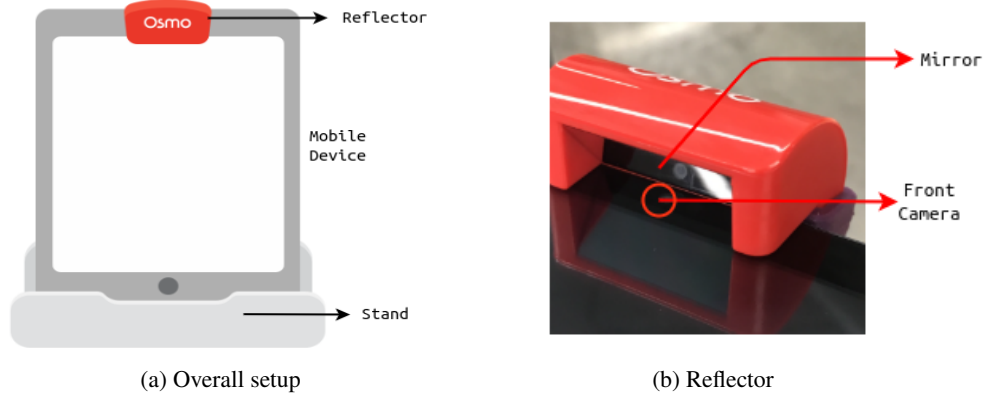 Osmo
Reflector
Mobile
Device
Stand
(a) Overall setup
Osmo
Mirror
Front
Camera
(b) Reflector